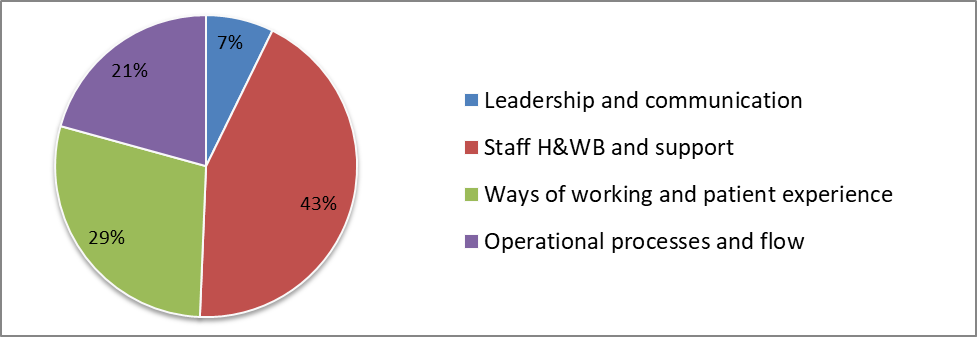 7%
21%
43%
29%
Leadership and communication
Staff H&WB and support
Ways of working and patient experience
Operational processes and flow